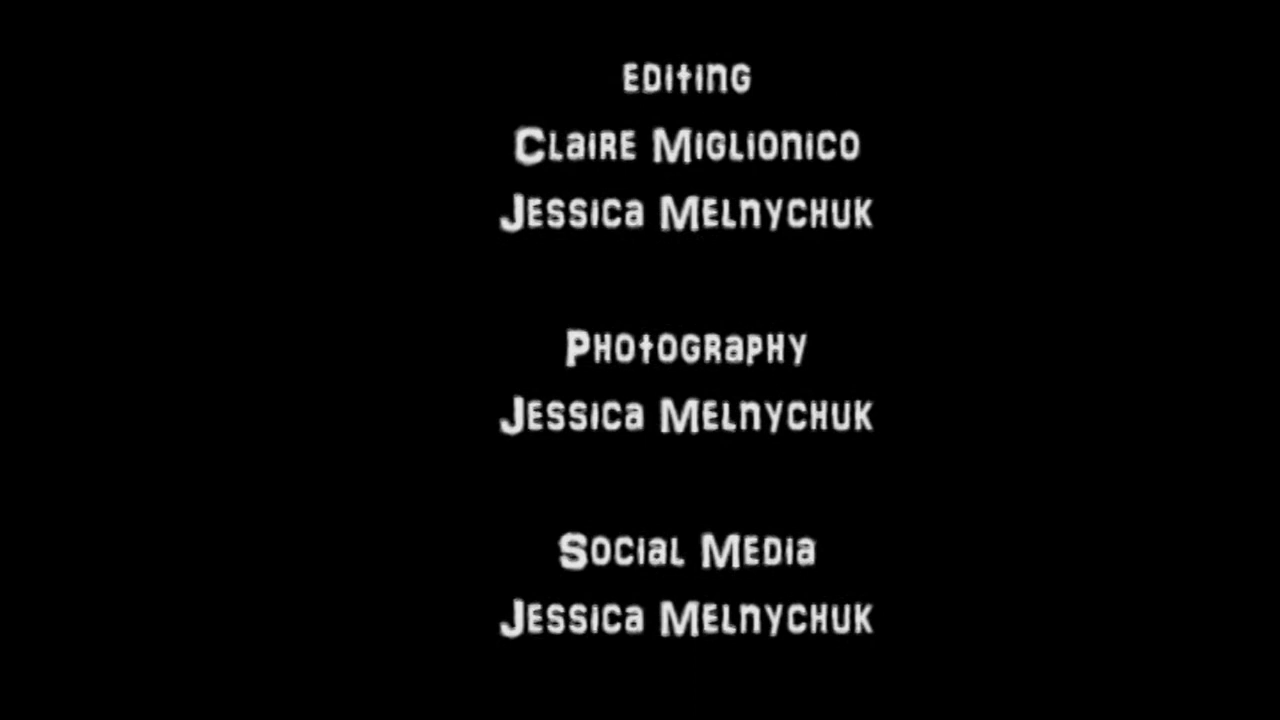 Editing
Claire Miglionico
Jessica Melnychuk
Photography
Jessica Melnychuk
Social Media
Jessica Melnychuk